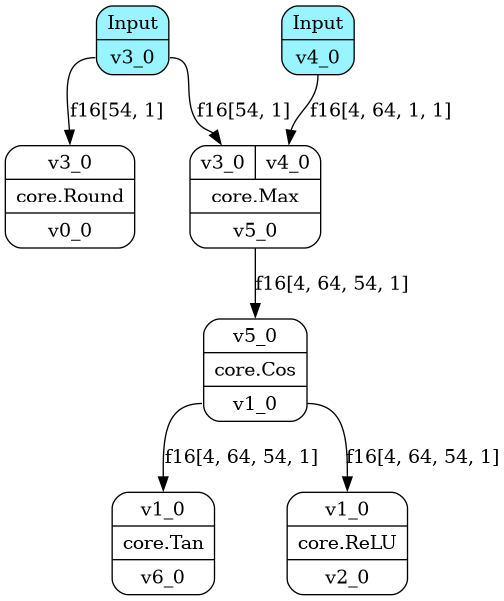 Input
v3_0
Input
v4_0
f16[54, 1]
f16[54, 1]
f16[4, 64, 1, 1]
v3_0
core.Round
v0_0
v3_0 v4_0
core.Max
v5_0
f16[4, 64, 54, 1]
v5_0
core.Cos
v1_0
f16[4, 64, 54, 1]
f16[4, 64, 54, 1]
v1_0
core.Tan
v6_0
v1_0
core.ReLU
v2_0